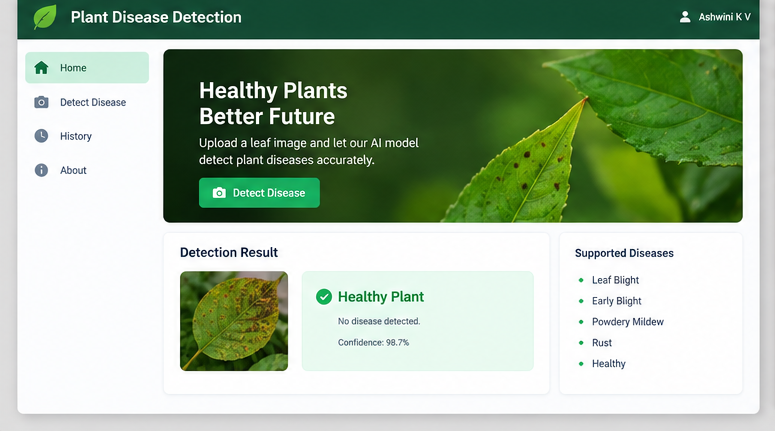 Plant Disease Detection
Ashwini K V
Home
Detect Disease
History
About
Healthy Plants
Better Future
Upload a leaf image and let our AI model
detect plant diseases accurately.
Detect Disease
Detection Result
Healthy Plant
No disease detected.
Confidence: 98.7%
Supported Diseases
Leaf Blight
Early Blight
Powdery Mildew
Rust
Healthy